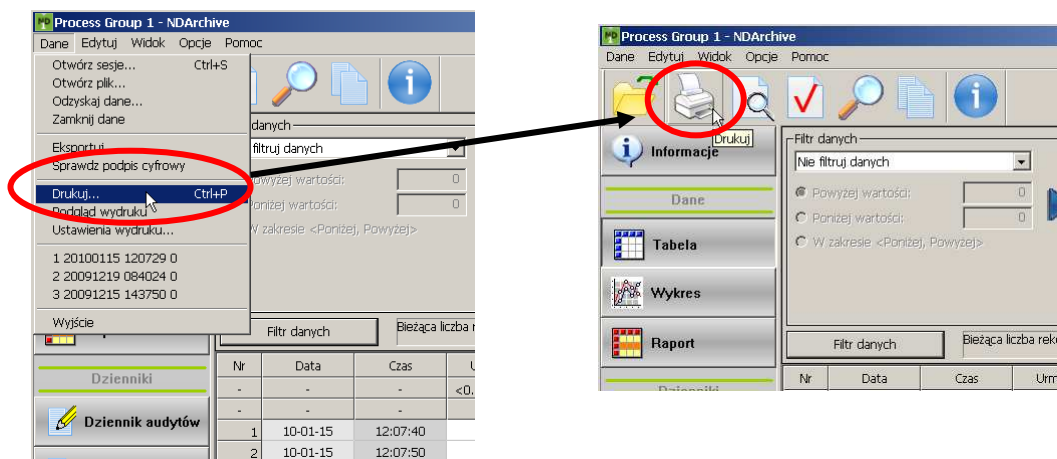 Process Group 1 - NDArchive
Dane Edytuj Widok Opcje Pomoc
Otwórz sesje... Ctrl+S
Otwórz plik...
Odzyskaj dane...
Zamknij dane
Eksportuj
Sprawdz podpis cyfrowy
Drukuj... Ctrl+P
Podgląd wydruku
Ustawienia wydruku...
1 20100115 120729 0
2 20091219 084024 0
3 20091215 143750 0
Wyjście
danych
filtruj danych
wyżej wartości: 0
niżej wartości: 0
W zakresie <Poniżej, Powyżej>
Filtr danych Bieżąca liczba
Dzienniki
Dziennik audytów
Nr Data Czas
- - - <0.
- - -
1 10-01-15 12:07:40
2 10-01-15 12:07:50
Process Group 1 - NDArchive
Dane Edytuj Widok Opcje Pomoc
Drukuj
Informacje
Dane
Tabela
Wykres
Raport
Dzienniki
Filtr danych
Nie filtruj danych
Powyżej wartości: 0
Poniżej wartości: 0
W zakresie <Poniżej, Powyżej>
Filtr danych Bieżąca liczba reko
Nr Data Czas Urm